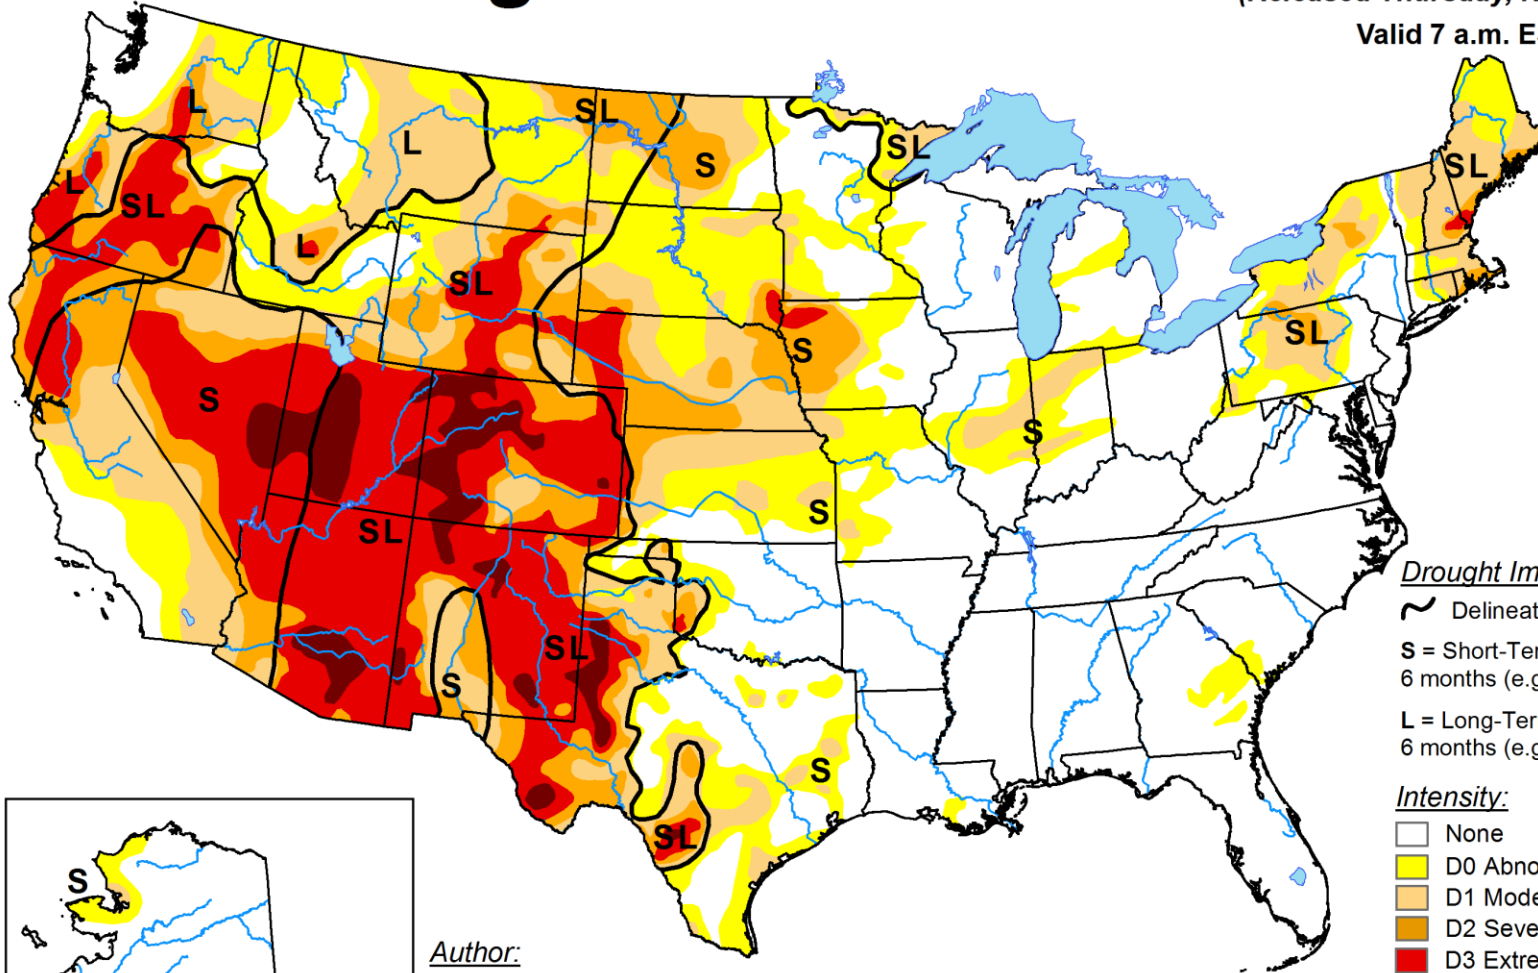 g
Valid 7 a.m. E
L
SL
L
S
SL
L
SL
SL
L
SL
L
SL
S
SL
S
S
S
SL
SL
S
S
SL
SL
S
S
Drought Im
Delineat
S = Short-Ter
6 months (e.g
L = Long-Ter
6 months (e.g
Intensity:
None
D0 Abno
D1 Mode
D2 Seve
D3 Extre
Author: